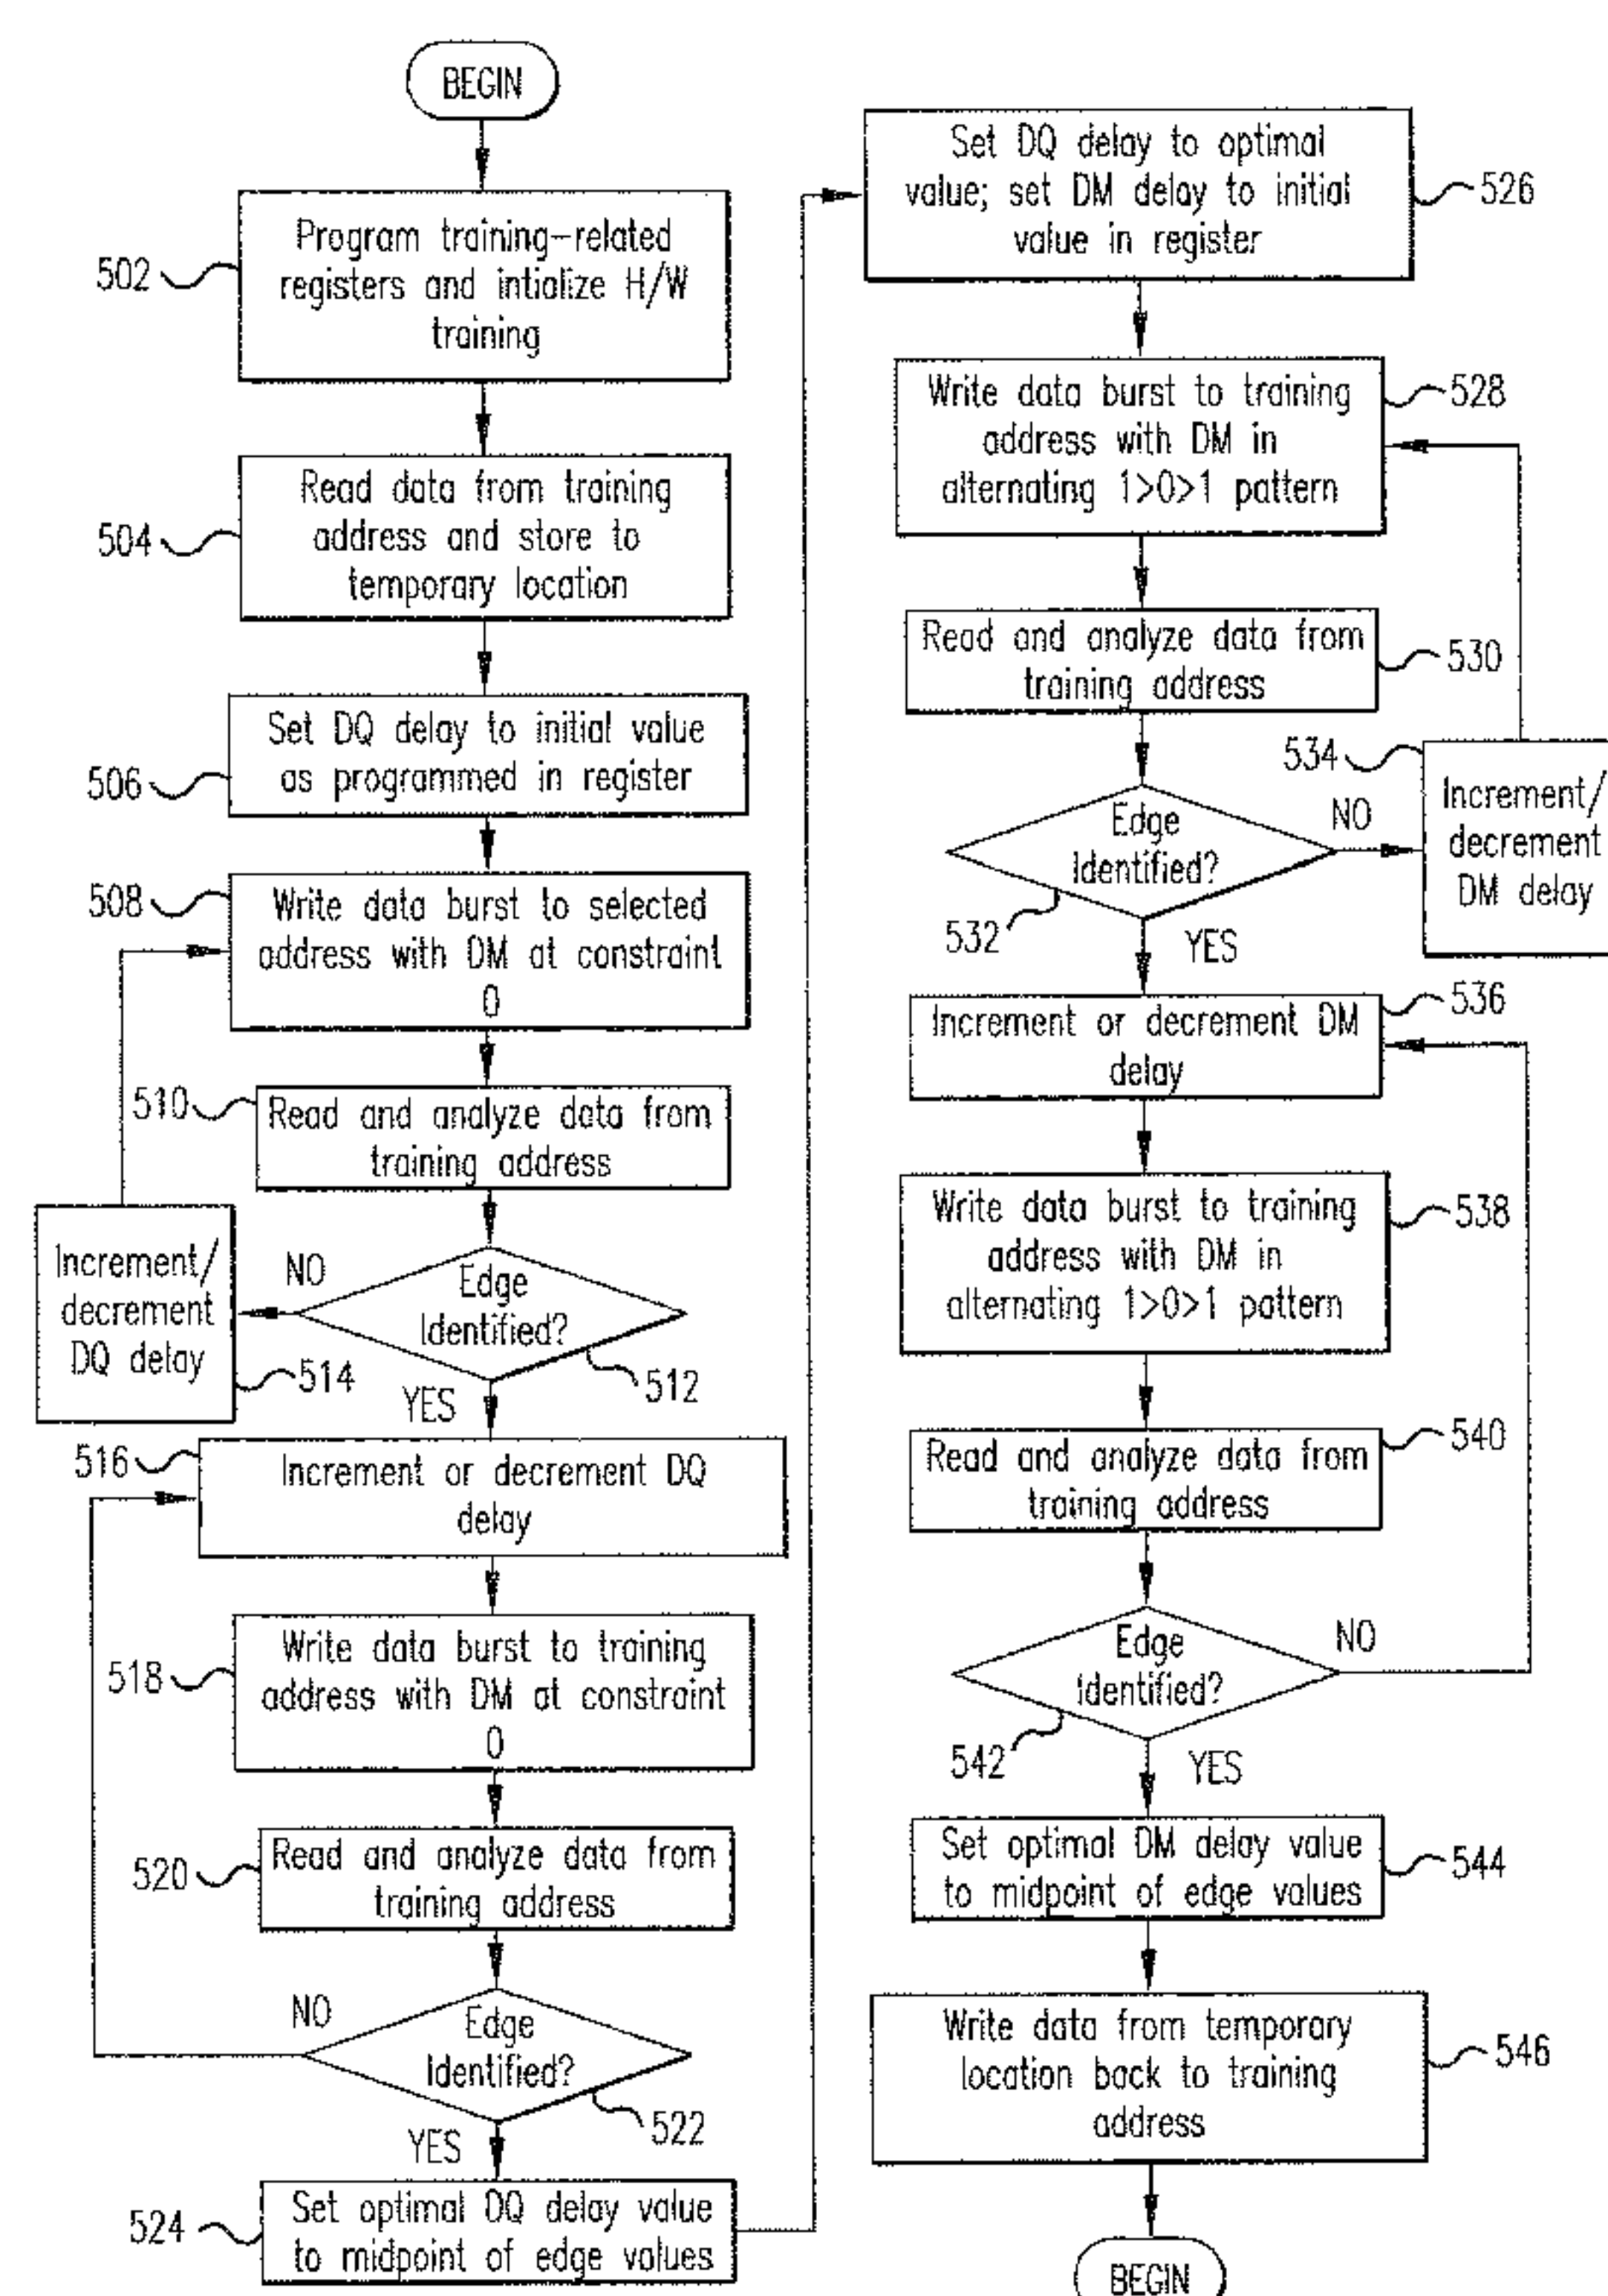 BEGIN
502
Program training-related
registers and intialize H/W
training
504
Read data from training
address and store to
temporary location
506
Set DQ delay to initial value
as programmed in register
508
Write data burst to selected
address with DM at constraint
0
510
Read and analyze data from
training address
Edge
Identified?
512
NO
YES
Increment/
decrement
DQ delay
514
516
Increment or decrement DQ
delay
518
Write data burst to training
address with DM at constraint
0
520
Read and analyze data from
training address
Edge
Identified?
522
NO
YES
524
Set optimal DQ delay value
to midpoint of edge values
Set DQ delay to optimal
value; set DM delay to initial
value in register
526
Write data burst to training
address with DM in
alternating 1>0>1 pattern
528
Read and analyze data from
training address
530
Edge
Identified?
532
NO
YES
534
Increment/
decrement
DM delay
536
Increment or decrement DM
delay
Write data burst to training
address with DM in
alternating 1>0>1 pattern
538
Read and analyze data from
training address
540
Edge
Identified?
542
NO
YES
Set optimal DM delay value
to midpoint of edge values
544
Write data from temporary
location back to training
address
546
BEGIN